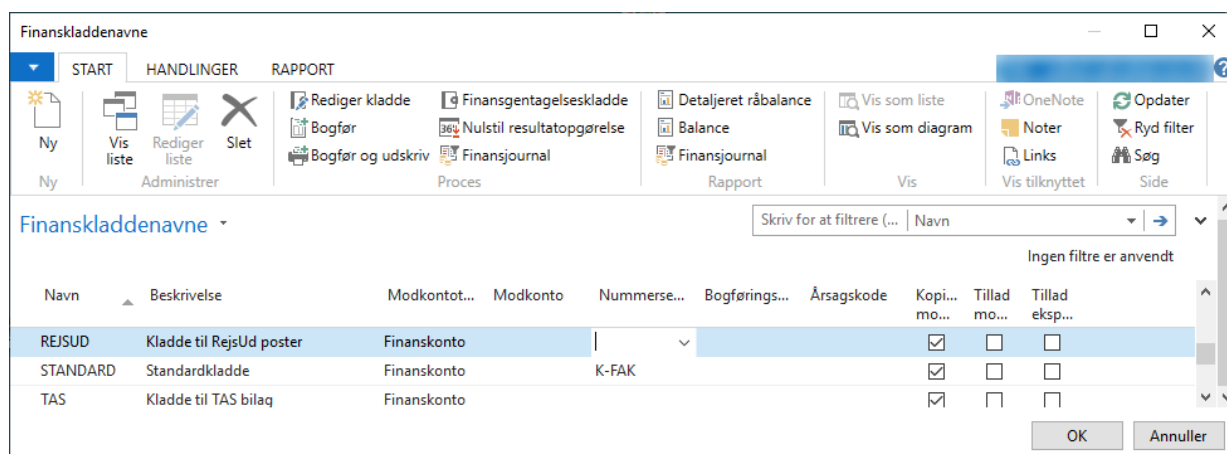 Finanskladdenavne
START HANDLINGER RAPPORT
Rediger kladde Finansgentagelseskladde Detaljeret råbalance Vis som liste OneNote Opdater
Ny Vis liste Rediger liste Slet Bogfør 364 Nulstil resultatopgørelse Balance Vis som diagram Noter Ryd filter
Bogfør og udskriv Finansjournal Finansjournal Links Søg
Ny Administrer Proces Rapport Vis Vis tilknyttet Side
Finanskladdenavne Skriv for at filtrere (... Navn
Ingen filtre er anvendt
Navn Beskrivelse Modkontot... Modkonto Nummerse... Bogførings... Årsagskode Kopi... Tillad Tillad
mo... mo... eksp...
REJSUD Kladde til RejsUd poster Finanskonto
STANDARD Standardkladde Finanskonto K-FAK
TAS Kladde til TAS bilag Finanskonto
OK Annuller